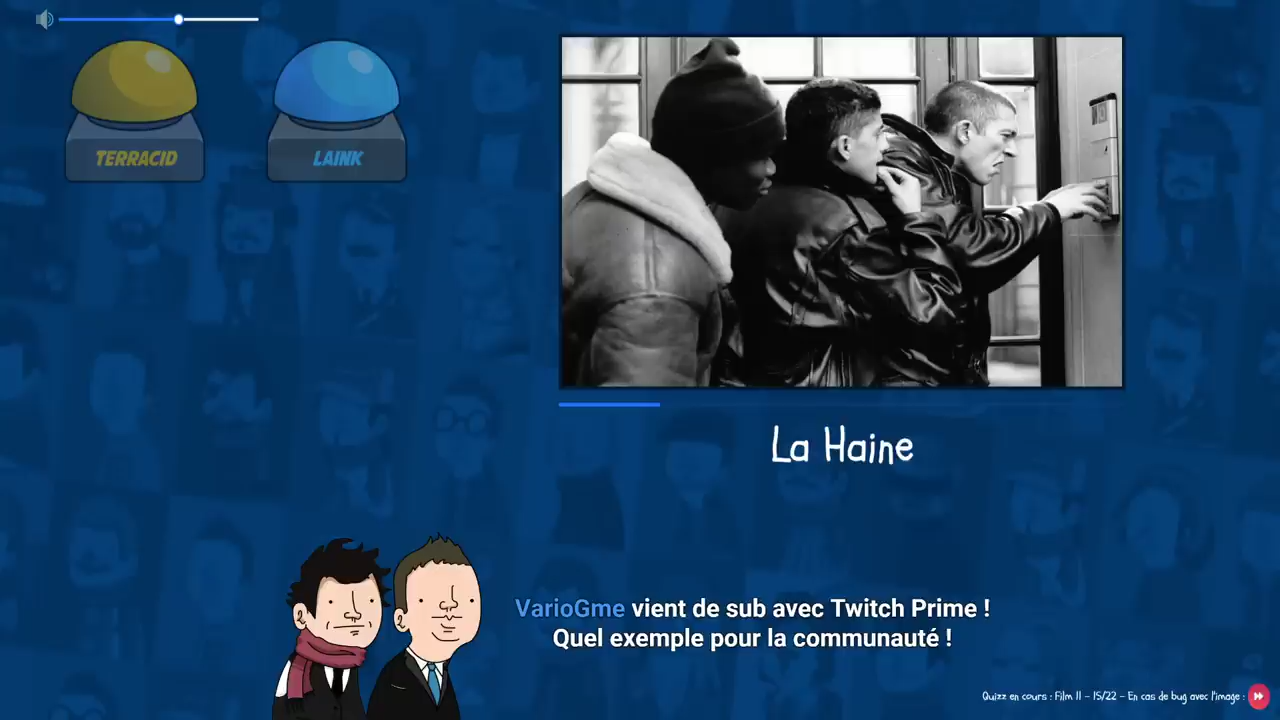 TERRACID
LAINK
La Haine
VarioGme vient de sub avec Twitch Prime !
Quel exemple pour la communauté !
Quizz en cours : Film II - 15/22 - En cas de bug avec l'image :